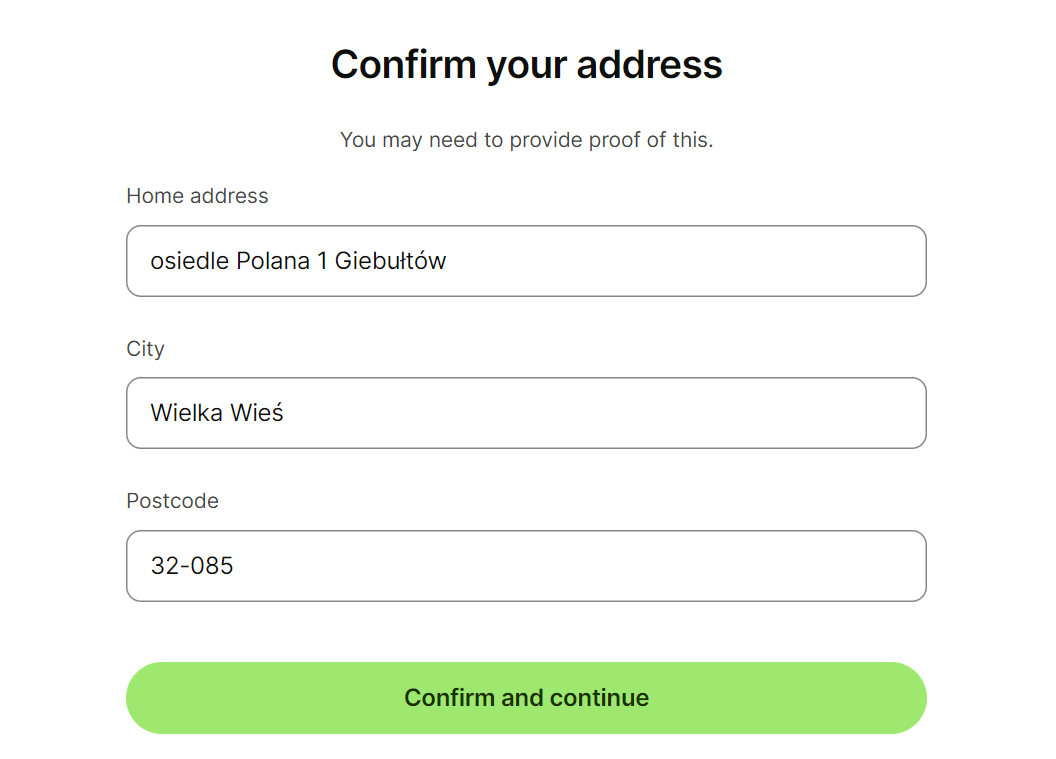 Confirm your address
You may need to provide proof of this.
Home address
osiedle Polana 1 Giebułtów
City
Wielka Wieś
Postcode
32-085
Confirm and continue